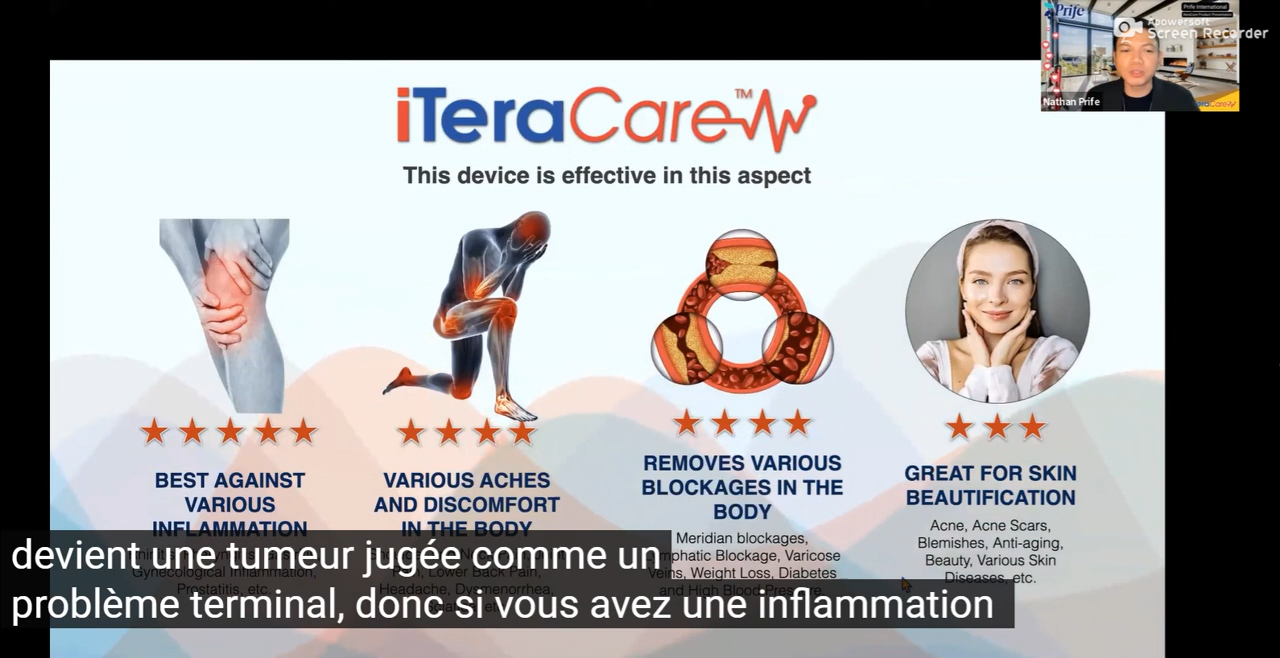 Prife
Prife International
Apowersoft
Screen Recorder
Nathan Prife
iTeraCare™
This device is effective in this aspect
BEST AGAINST
VARIOUS
INFLAMMATION
Gynecological Inflammation,
Prostatitis, etc.
VARIOUS ACHES
AND DISCOMFORT
IN THE BODY
Lower Back Pain,
Headache, Dysmenorrhea,
REMOVES VARIOUS
BLOCKAGES IN THE
BODY
Meridian blockages,
Blockage, Varicose
Veins, Weight Loss, Diabetes
and High Blood Pressure
GREAT FOR SKIN
BEAUTIFICATION
Acne, Acne Scars,
Blemishes, Anti-aging,
Beauty, Various Skin
Diseases, etc.
devient une tumeur jugée comme un
problème terminal, donc si vous avez une inflammation